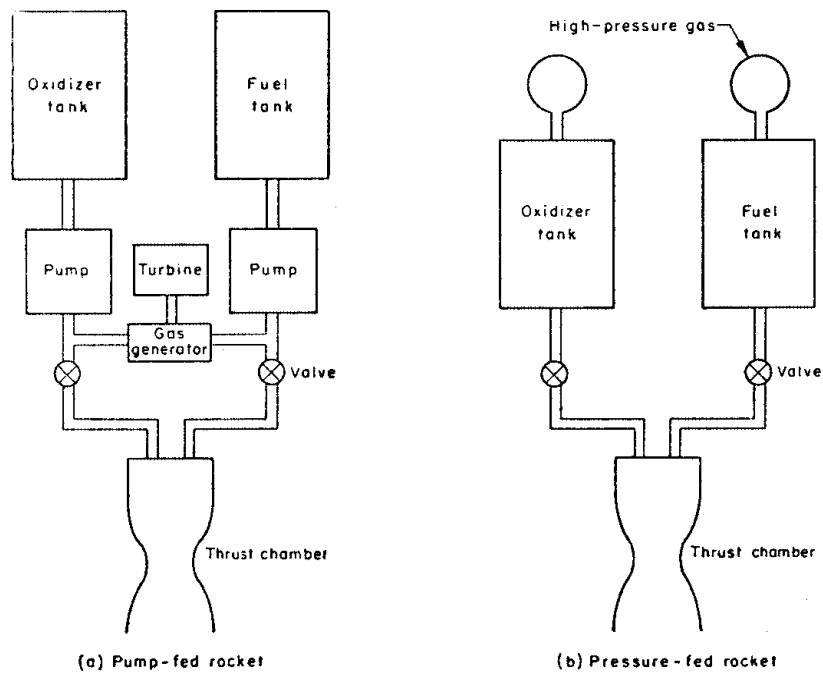 Oxidizer
tank
Fuel
tank
Pump
Turbine
Pump
Gas
generator
Valve
Thrust chamber
(a) Pump-fed rocket
High-pressure gas
Oxidizer
tank
Fuel
tank
Valve
Thrust chamber
(b) Pressure-fed rocket